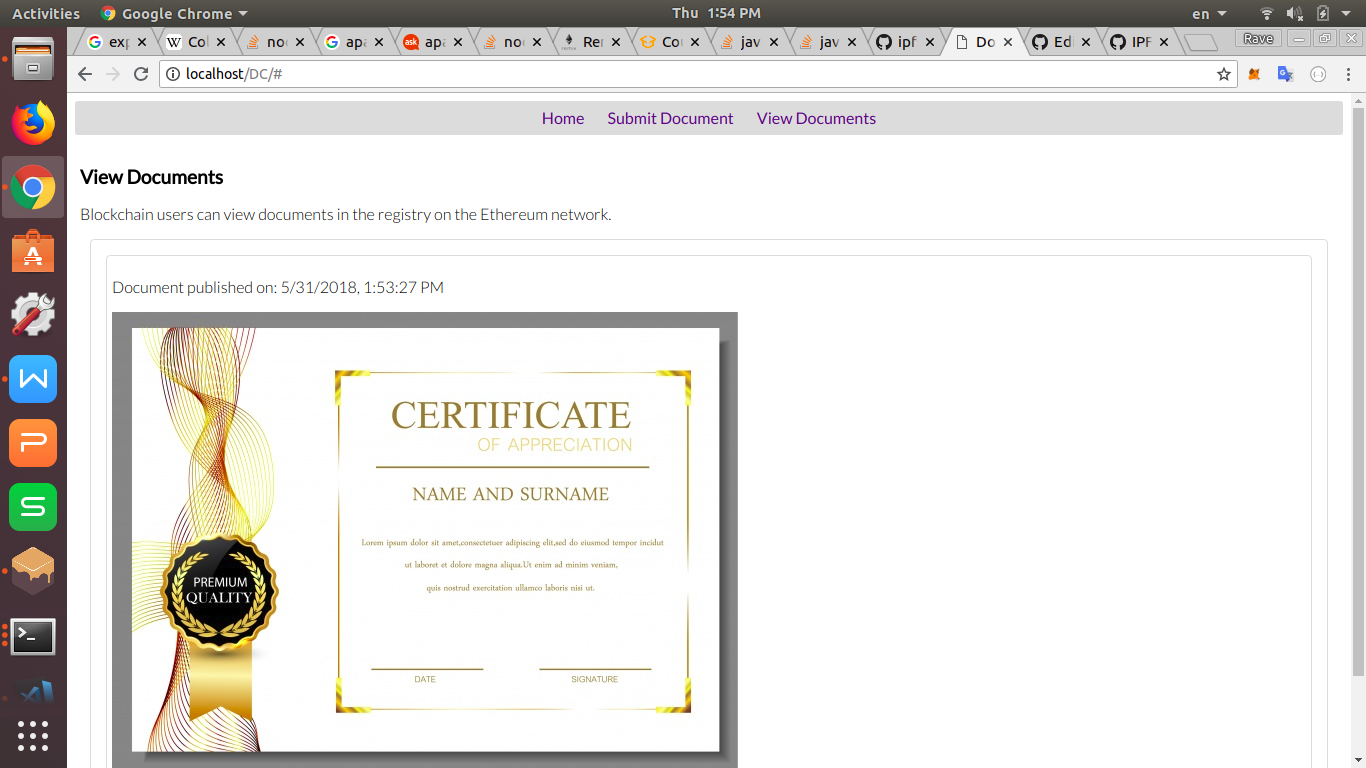 Activities Google Chrome Thu 1:54 PM en
exp Col noo apa apa noo Rem Cou jav jav ipf Do Ed IPF Rave
localhost/DC/#
Home Submit Document View Documents
View Documents
Blockchain users can view documents in the registry on the Ethereum network.
Document published on: 5/31/2018, 1:53:27 PM
CERTIFICATE
OF APPRECIATION
NAME AND SURNAME
Lorem ipsum dolor sit amet,consectetuer adipiscing elit,sed do eiusmod tempor incidut
ut laboret et dolore magna aliqua.Ut enim ad minim veniam,
quis nostrud exercitation ullamco laboris nisi ut.
PREMIUM
QUALITY
DATE SIGNATURE